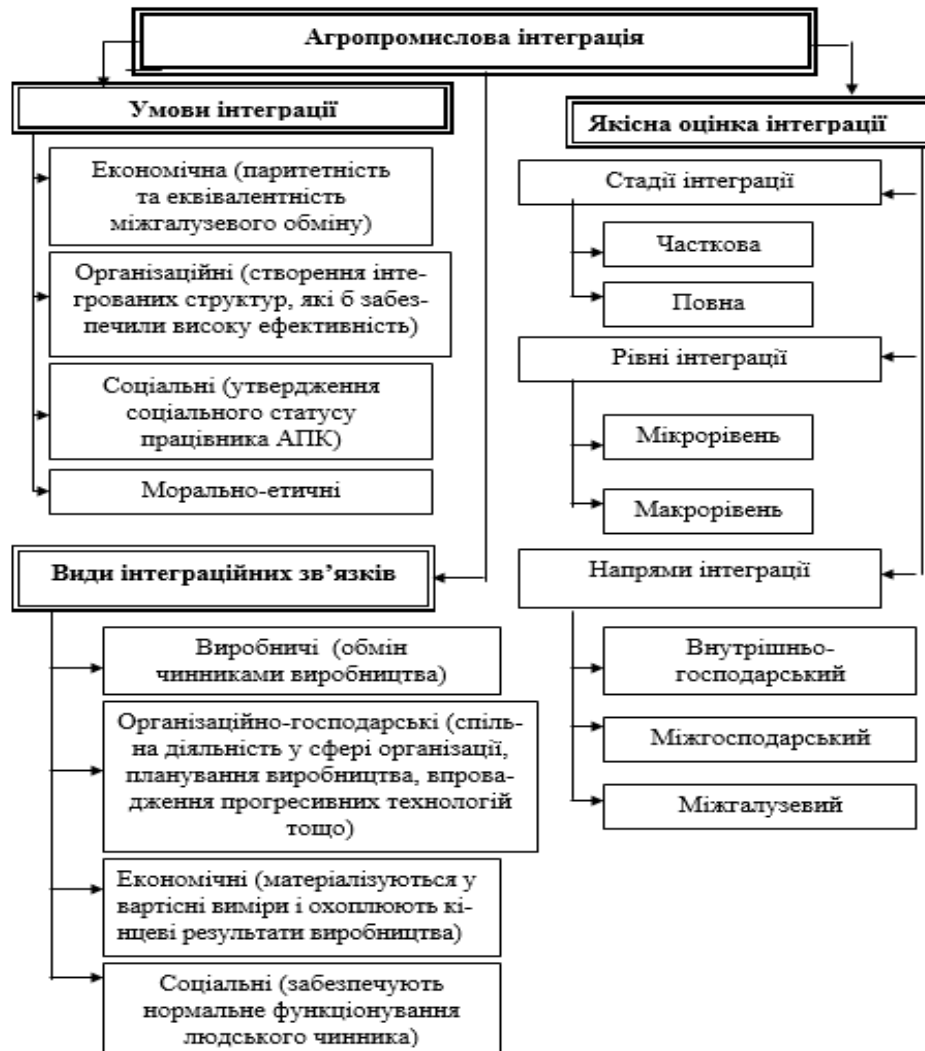 Агропромислова інтеграція
Умови інтеграції
Економічна (паритетність
та еквівалентність
міжгалузевого обміну)
Організаційні (створення інте-
грованих структур, які б забез-
печили високу ефективність)
Соціальні (утвердження
соціального статусу
працівника АПК)
Морально-етичні
Види інтеграційних зв’язків
Виробничі (обмін
чинниками виробництва)
Організаційно-господарські (спіль-
на діяльність у сфері організації,
планування виробництва, впрова-
дження прогресивних технологій
тощо)
Економічні (матеріалізуються у
вартісні виміри і охоплюють кі-
нцеві результати виробництва)
Соціальні (забезпечують
нормальне функціонування
людського чинника)
Якісна оцінка інтеграції
Стадії інтеграції
Часткова
Повна
Рівні інтеграції
Мікрорівень
Макрорівень
Напрями інтеграції
Внутрішньо-
господарський
Міжгосподарський
Міжгалузевий